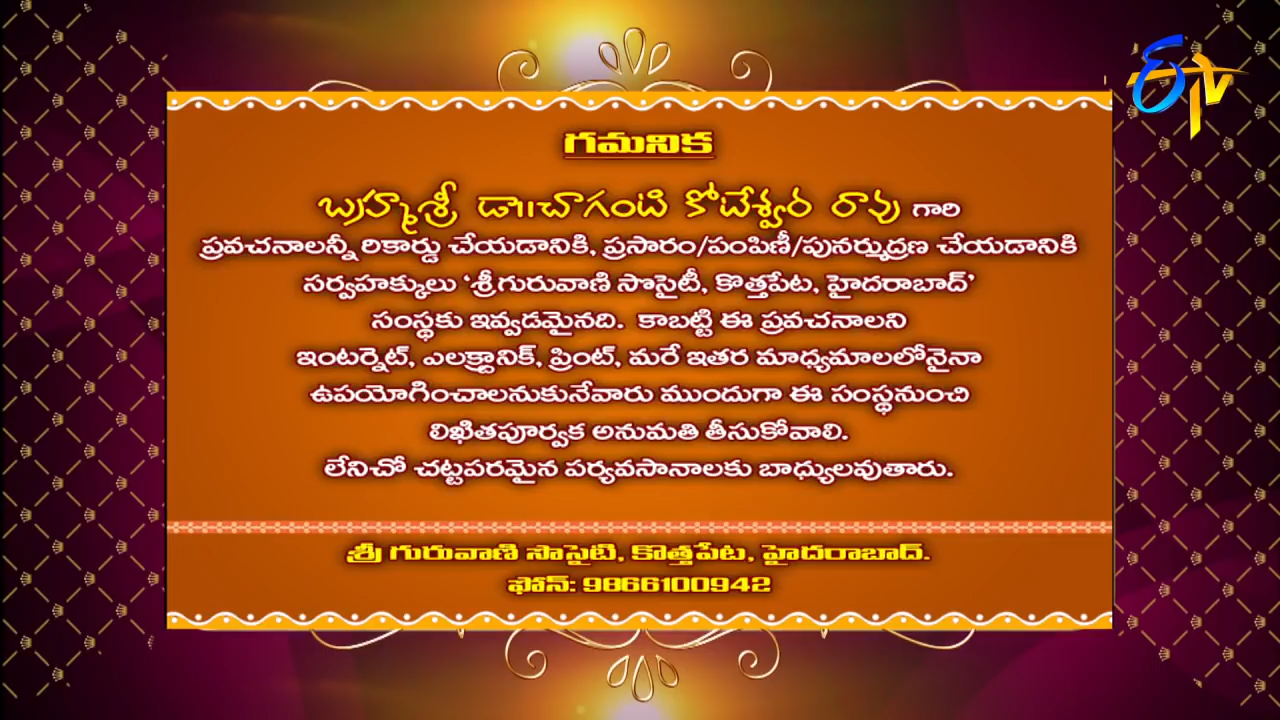 ETV
గమనిక
బ్రహ్మశ్రీ డా॥చాగంటి కోటేశ్వర రావు గారి
ప్రవచనాలన్నీ రికార్డు చేయడానికి, ప్రసారం/పంపిణీ/పునర్ముద్రణ చేయడానికి
సర్వహక్కులు ‘శ్రీగురువాణి సొసైటీ, కొత్తపేట, హైదరాబాద్’
సంస్థకు ఇవ్వడమైనది. కాబట్టి ఈ ప్రవచనాలని
ఇంటర్నెట్, ఎలక్ట్రానిక్, ప్రింట్, మరే ఇతర మాధ్యమాలలోనైనా
ఉపయోగించాలనుకునేవారు ముందుగా ఈ సంస్థనుంచి
లిఖితపూర్వక అనుమతి తీసుకోవాలి.
లేనిచో చట్టపరమైన పర్యవసానాలకు బాధ్యులవుతారు.
శ్రీ గురువాణి సొసైటి, కొత్తపేట, హైదరాబాద్.
ఫోన్: 9866100942